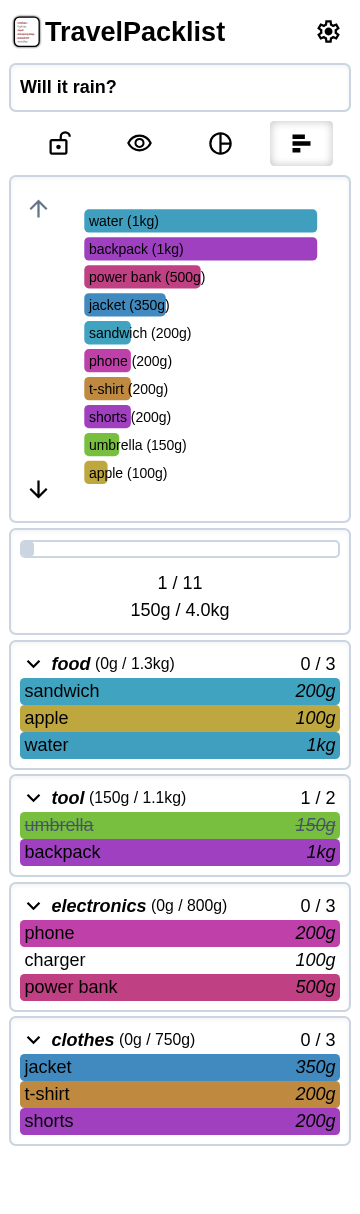 TravelPacklist
Will it rain?
water (1kg)
backpack (1kg)
power bank (500g)
jacket (350g)
sandwich (200g)
phone (200g)
t-shirt (200g)
shorts (200g)
umbrella (150g)
apple (100g)
1 / 11
150g / 4.0kg
food (0g / 1.3kg) 0 / 3
sandwich 200g
apple 100g
water 1kg
tool (150g / 1.1kg) 1 / 2
umbrella 150g
backpack 1kg
electronics (0g / 800g) 0 / 3
phone 200g
charger 100g
power bank 500g
clothes (0g / 750g) 0 / 3
jacket 350g
t-shirt 200g
shorts 200g